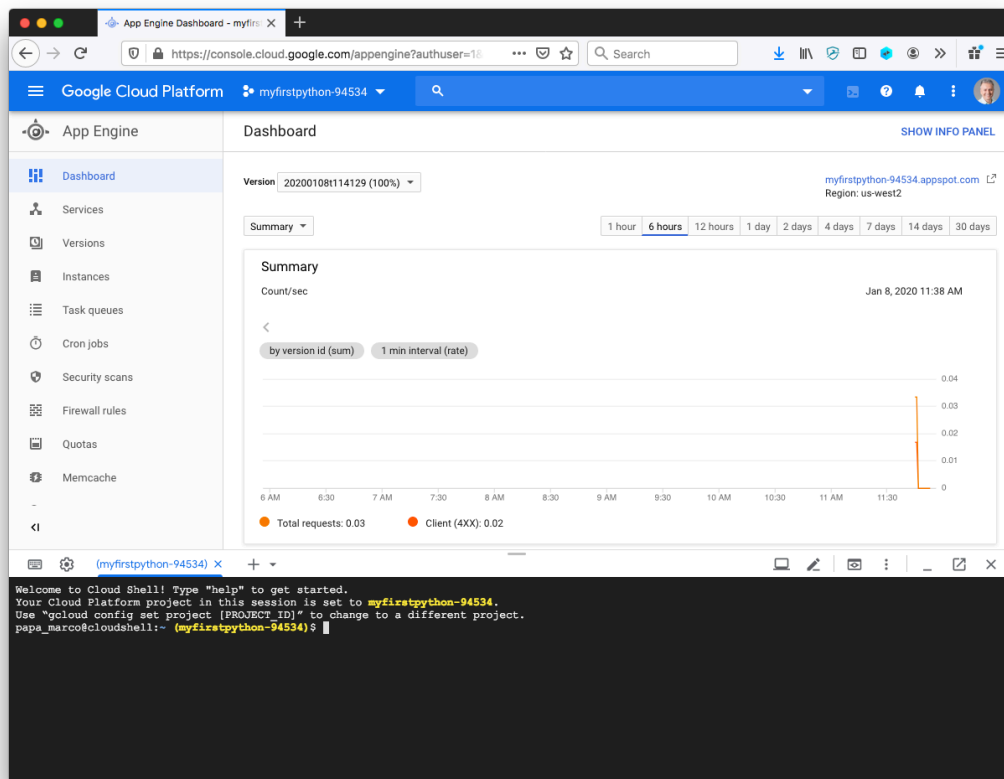 App Engine Dashboard - myfirs
https://console.cloud.google.com/appengine?authuser=1&
Search
Google Cloud Platform
myfirstpython-94534
App Engine
Dashboard
SHOW INFO PANEL
Dashboard
Services
Versions
Instances
Task queues
Cron jobs
Security scans
Firewall rules
Quotas
Memcache
Version 20200108t114129 (100%)
myfirstpython-94534.appspot.com
Region: us-west2
Summary
1 hour 6 hours 12 hours 1 day 2 days 4 days 7 days 14 days 30 days
Summary
Count/sec
Jan 8, 2020 11:38 AM
by version id (sum) 1 min interval (rate)
0.04
0.03
0.02
0.01
0
6 AM 6:30 7 AM 7:30 8 AM 8:30 9 AM 9:30 10 AM 10:30 11 AM 11:30
Total requests: 0.03 Client (4XX): 0.02
(myfirstpython-94534)
Welcome to Cloud Shell! Type "help" to get started.
Your Cloud Platform project in this session is set to myfirstpython-94534.
Use “gcloud config set project [PROJECT_ID]” to change to a different project.
papa_marco@cloudshell:~ (myfirstpython-94534)$